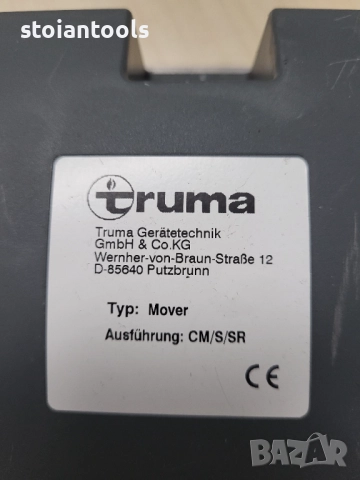 stoiantools
truma
Truma Gerätetechnik
GmbH & Co.KG
Wernher-von-Braun-Straße 12
D-85640 Putzbrunn
Typ: Mover
Ausführung: CM/S/SR
CE
BAZAR